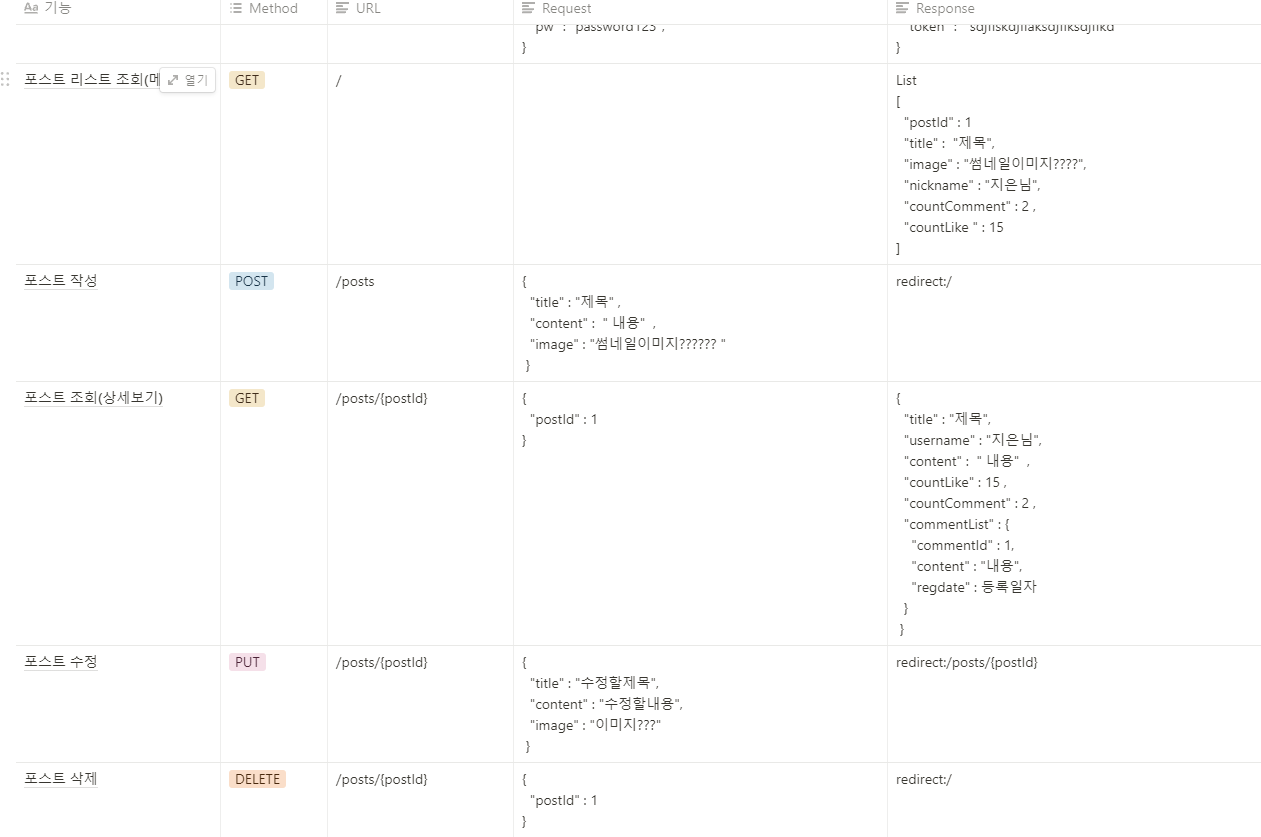 Aa 기능
Method
URL
Request
Response
"pw" : "password123",
}
}
포스트 리스트 조회(메
열기
GET
/
List
[
"postId" : 1
"title" : "제목",
"image" : "썸네일이미지????",
"nickname" : "지은님",
"countComment" : 2 ,
"countLike " : 15
]
포스트 작성
POST
/posts
{
"title" : "제목" ,
"content" : " 내용" ,
"image" : "썸네일이미지?????? "
}
redirect:/
포스트 조회(상세보기)
GET
/posts/{postId}
{
"postId" : 1
}
{
"title" : "제목",
"username" : "지은님",
"content" : " 내용" ,
"countLike" : 15 ,
"countComment" : 2 ,
"commentList" : {
"commentId" : 1,
"content" : "내용",
"regdate" : 등록일자
}
}
포스트 수정
PUT
/posts/{postId}
{
"title" : "수정할제목",
"content" : "수정할내용",
"image" : "이미지???"
}
redirect:/posts/{postId}
포스트 삭제
DELETE
/posts/{postId}
{
"postId" : 1
}
redirect:/